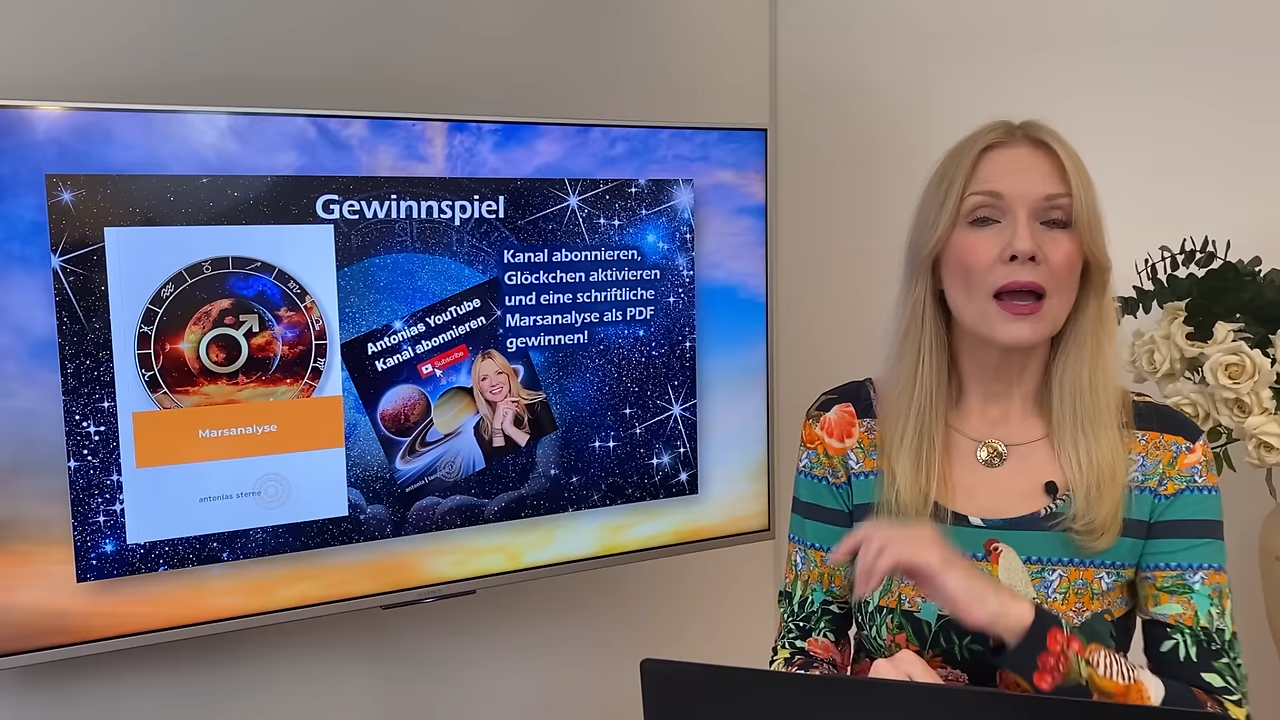 Gewinnspiel
Kanal abonnieren,
Glöckchen aktivieren
und eine schriftliche
Marsanalyse als PDF
gewinnen!
Antonias YouTube
Kanal abonnieren
Subscribe
Marsanalyse
antonias sterne
SONY